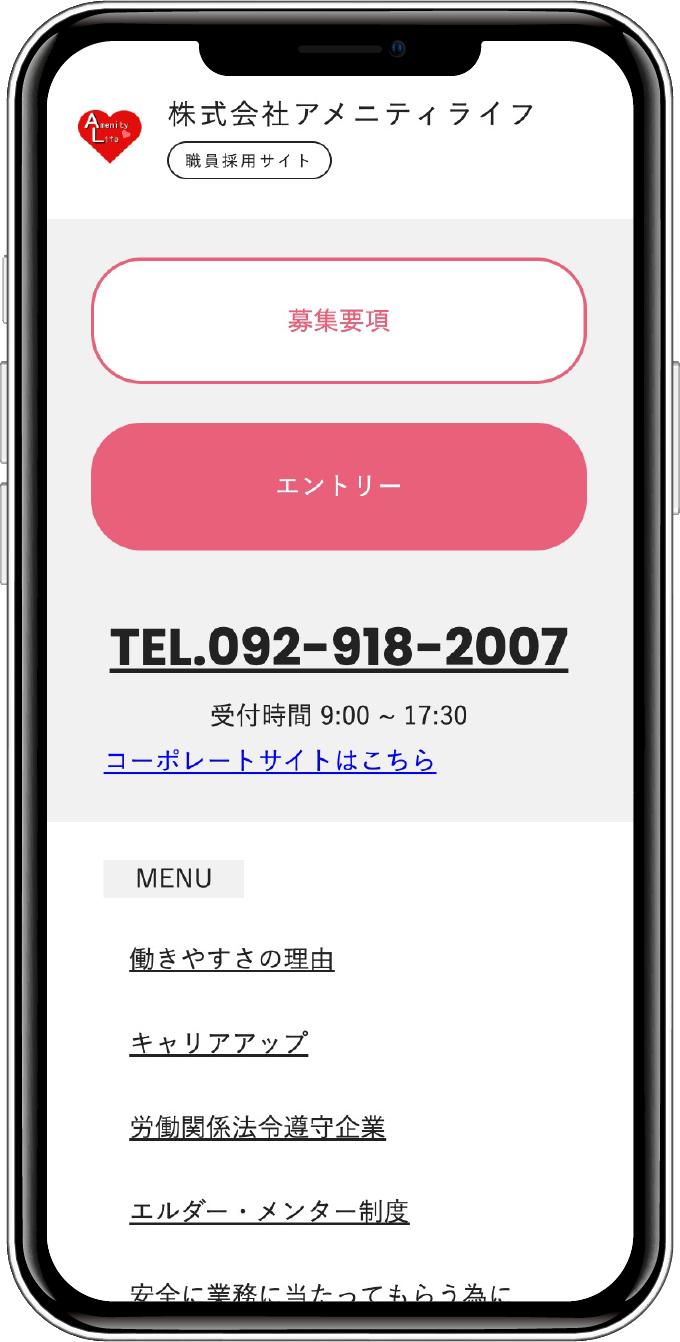 Amenity
Life
株式会社アメニティライフ
職員採用サイト
募集要項
エントリー
TEL.092-918-2007
受付時間 9:00 ~ 17:30
コーポレートサイトはこちら
MENU
働きやすさの理由
キャリアアップ
労働関係法令遵守企業
エルダー・メンター制度
安全に業務に当たってもらう為に